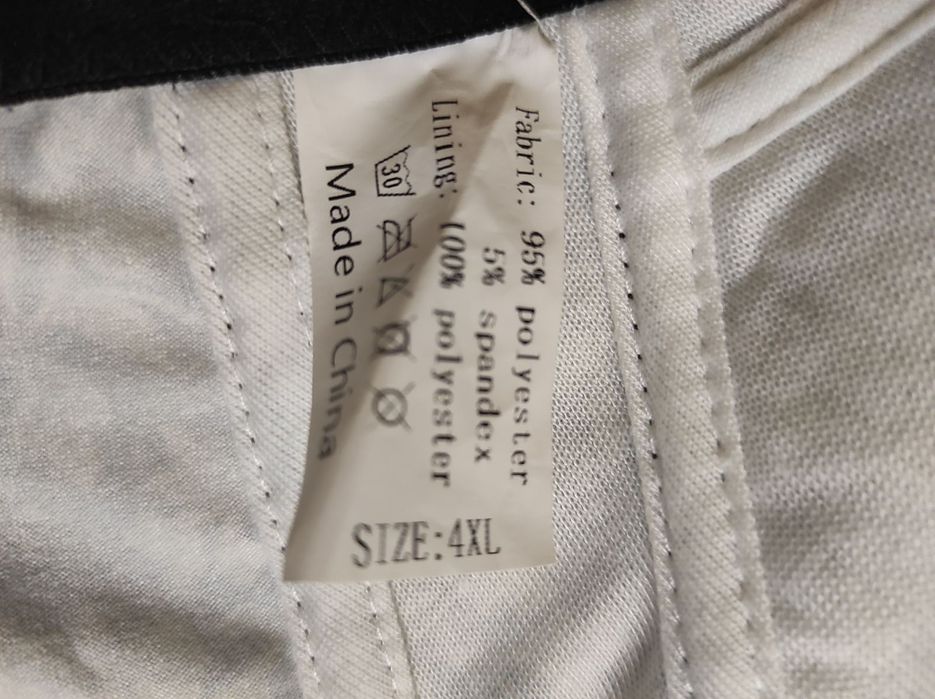 Fabric: 95% polyester
5% spandex
Lining: 100% polyester
30
Made in China
SIZE:4XL